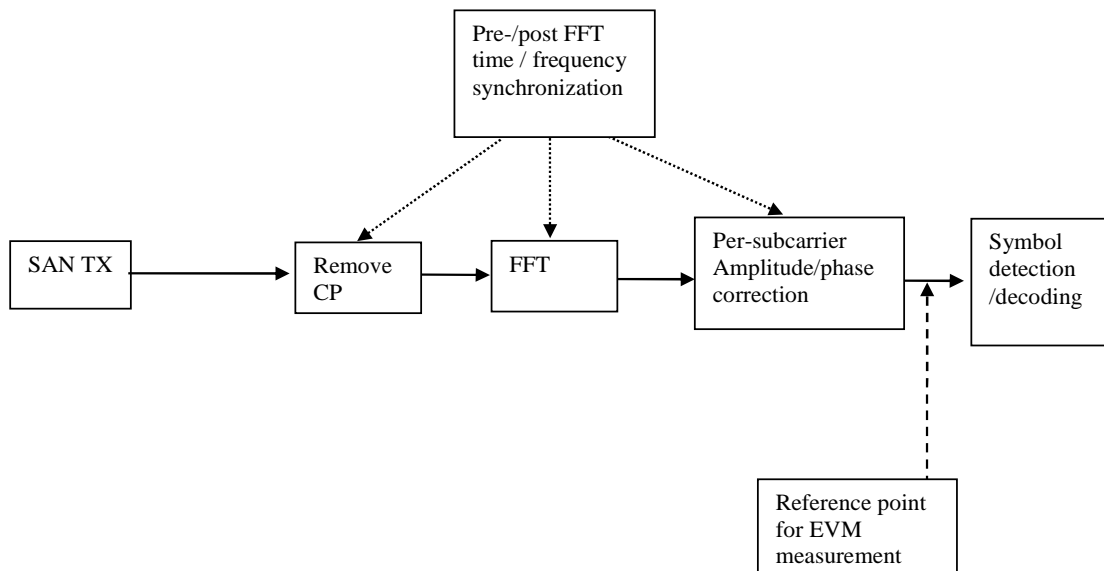 Pre-/post FFT
time / frequency
synchronization
SAN TX
Remove
CP
FFT
Per-subcarrier
Amplitude/phase
correction
Symbol
detection
/decoding
Reference point
for EVM
measurement